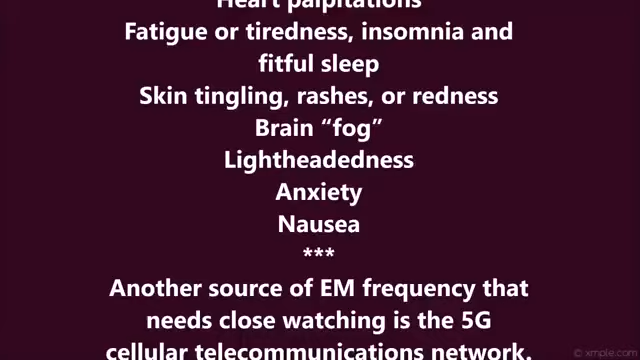 Heart palpitations
Fatigue or tiredness, insomnia and
fitful sleep
Skin tingling, rashes, or redness
Brain “fog”
Lightheadedness
Anxiety
Nausea
***
Another source of EM frequency that
needs close watching is the 5G
cellular telecommunications network.
© xmple.com